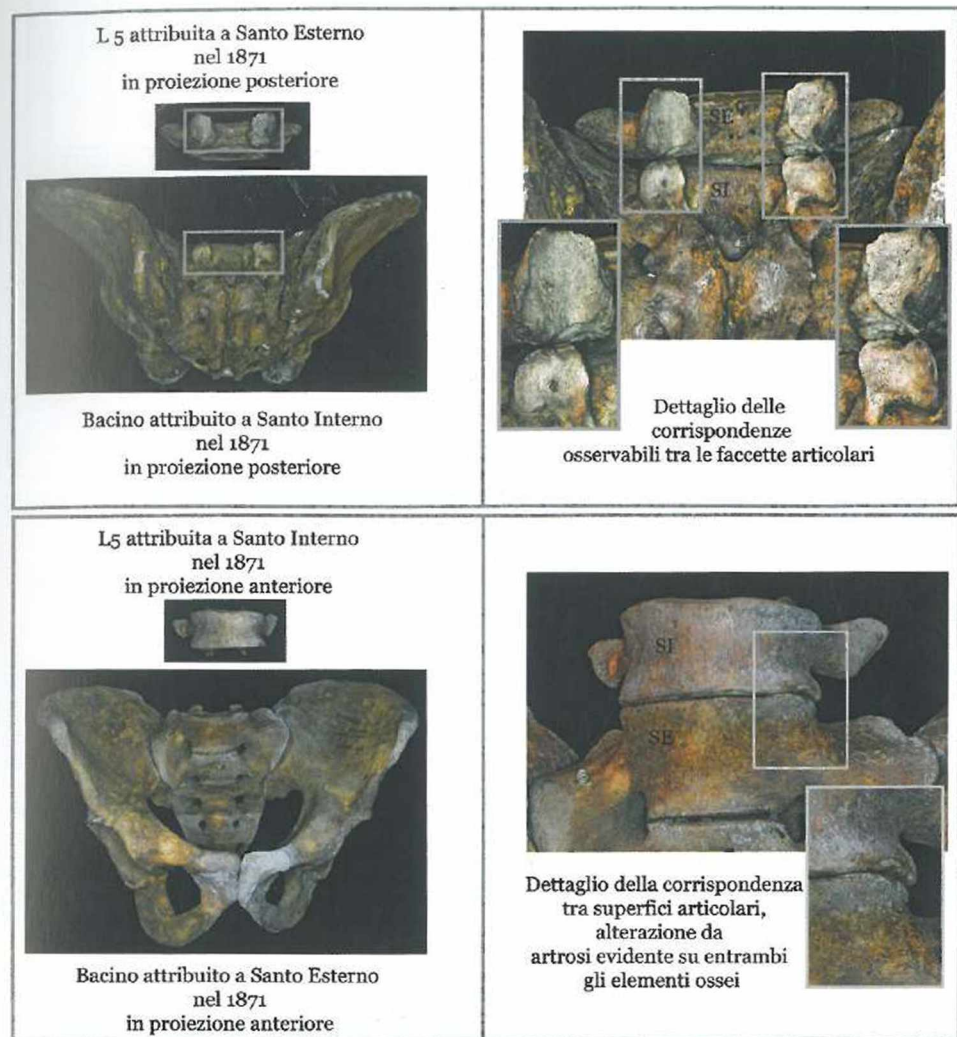 L 5 attribuita a Santo Esterno
nel 1871
in proiezione posteriore
Bacino attribuito a Santo Interno
nel 1871
in proiezione posteriore
SE
SI
Dettaglio delle
corrispondenze
osservabili tra le faccette articolari
L5 attribuita a Santo Interno
nel 1871
in proiezione anteriore
Bacino attribuito a Santo Esterno
nel 1871
in proiezione anteriore
SI
SE
Dettaglio della corrispondenza
tra superfici articolari,
alterazione da
artrosi evidente su entrambi
gli elementi ossei